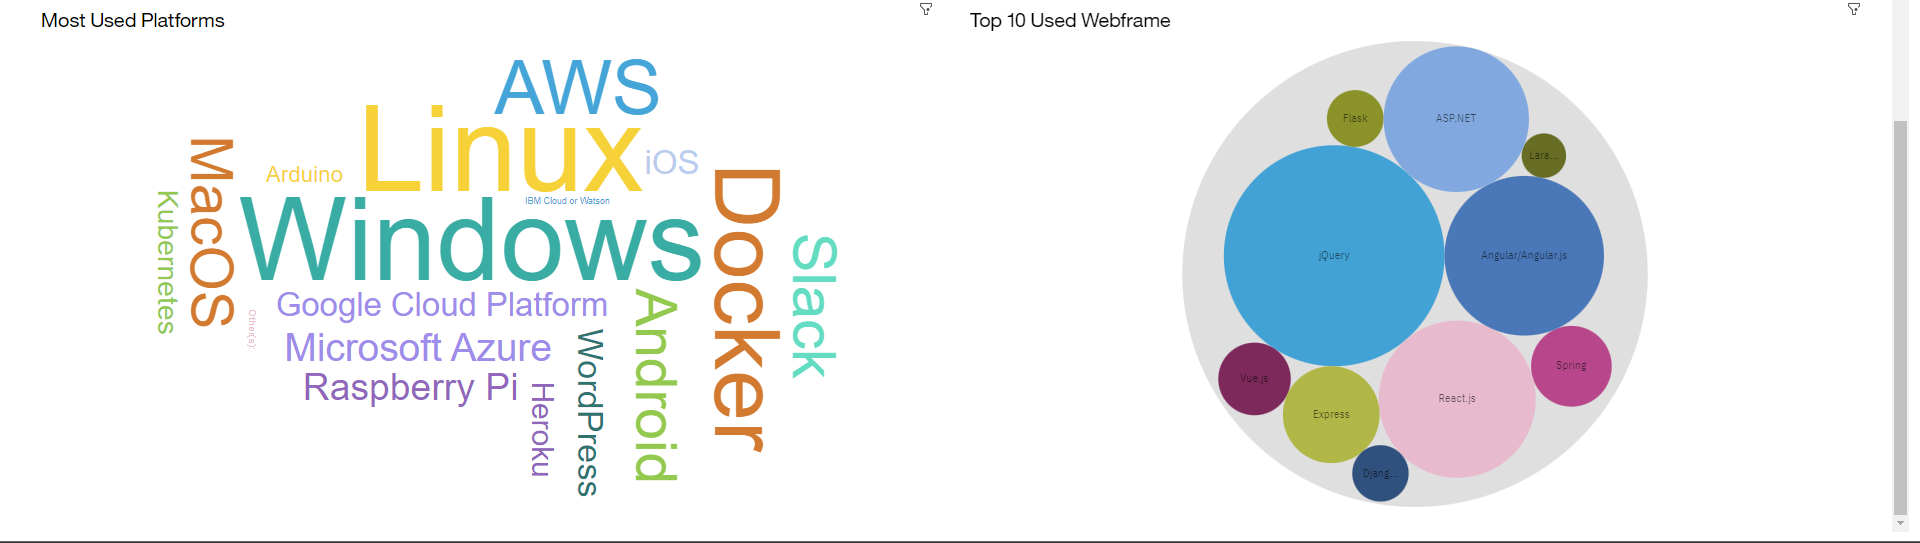 Most Used Platforms
AWS
Linux
iOS
Arduino
IBM Cloud or Watson
MacOS
Kubernetes
Windows
Docker
Slack
Other(s):
Google Cloud Platform
Microsoft Azure
Raspberry Pi
Heroku
WordPress
Android
Top 10 Used Webframe
ASP.NET
Flask
Lara...
jQuery
Angular/Angular.js
Vue.js
Express
React.js
Spring
Djang...